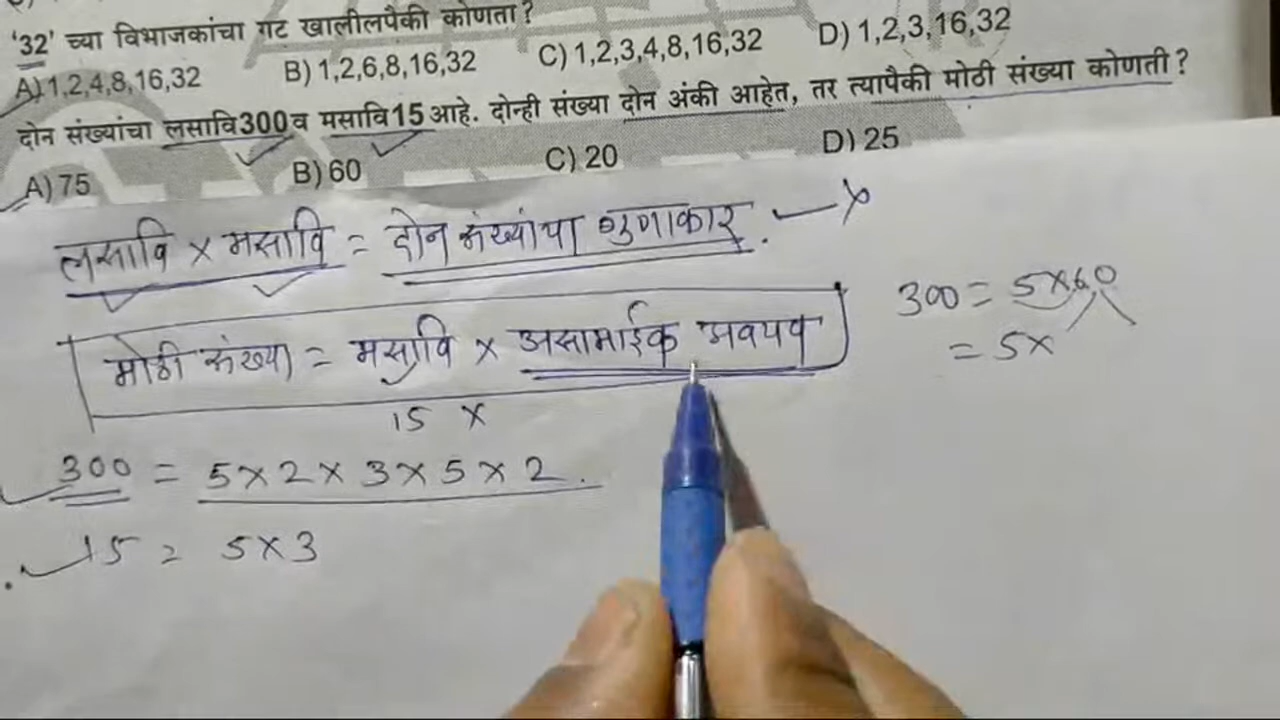 '32' च्या विभाजकांचा गट खालीलपैकी कोणता?
A) 1,2,4,8,16,32 B) 1,2,6,8,16,32 C) 1,2,3,4,8,16,32 D) 1,2,3,16,32
दोन संख्यांचा लसावि300व मसावि15 आहे. दोन्ही संख्या दोन अंकी आहेत, तर त्यापैकी मोठी संख्या कोणती?
A) 75 B) 60 C) 20 D) 25
लसावि × मसावि = दोन संख्यांचा गुणाकार.
300 = 5×60
= 5×
मोठी संख्या = मसावि × असामाईक अवयव
15 ×
300 = 5×2×3×5×2.
15 = 5×3